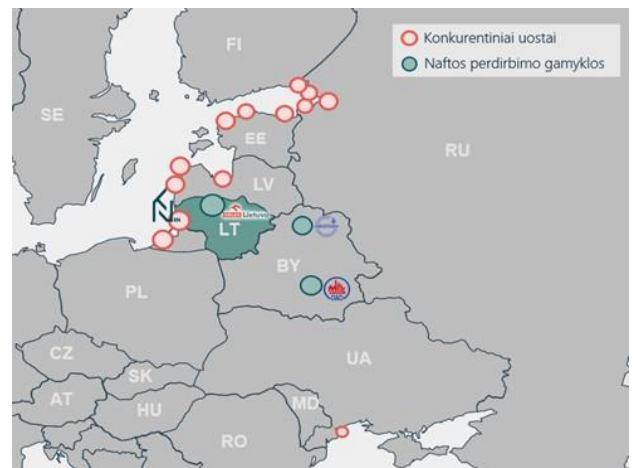 Konkurentiniai uostai
Naftos perdirbimo gamyklos
FI
SE
EE
RU
LV
LT
Lietuva
BY
PL
CZ
SK
UA
AT
HU
MD
RO